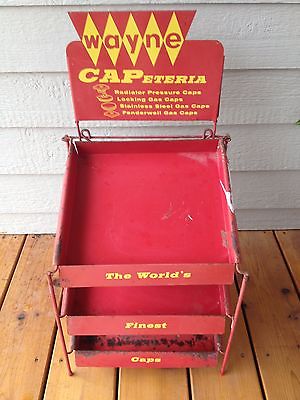 wayne
CAPETERIA
Radiator Pressure Caps
Locking Gas Caps
Stainless Steel Gas Caps
Fenderwell Gas Caps
The World's
Finest
Caps